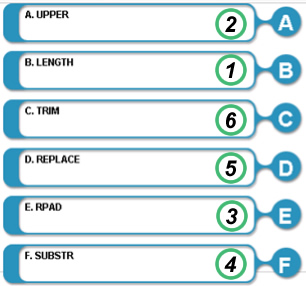 A. UPPER 2 A
B. LENGTH 1 B
C. TRIM 6 C
D. REPLACE 5 D
E. RPAD 3 E
F. SUBSTR 4 F